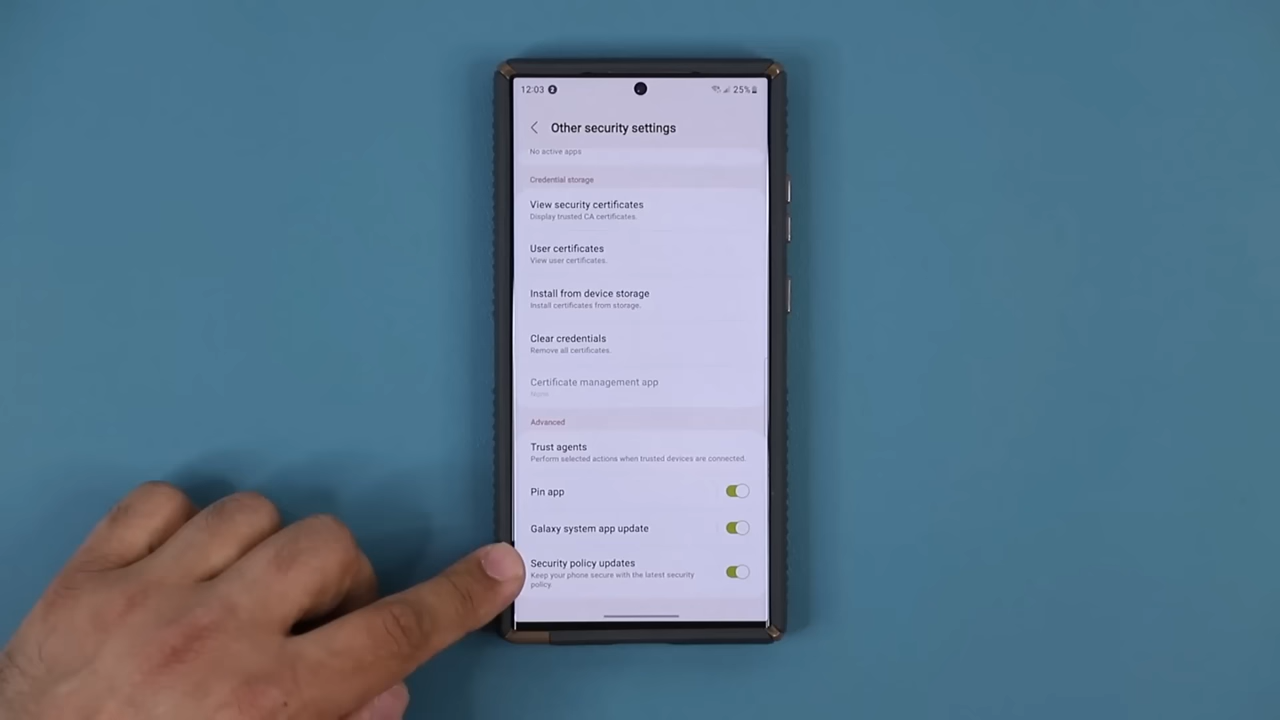 12:03 2 25%
Other security settings
No active apps
Credential storage
View security certificates
Display trusted CA certificates.
User certificates
View user certificates.
Install from device storage
Install certificates from storage.
Clear credentials
Remove all certificates.
Certificate management app
None
Advanced
Trust agents
Perform selected actions when trusted devices are connected.
Pin app
Galaxy system app update
Security policy updates
Keep your phone secure with the latest security
policy.